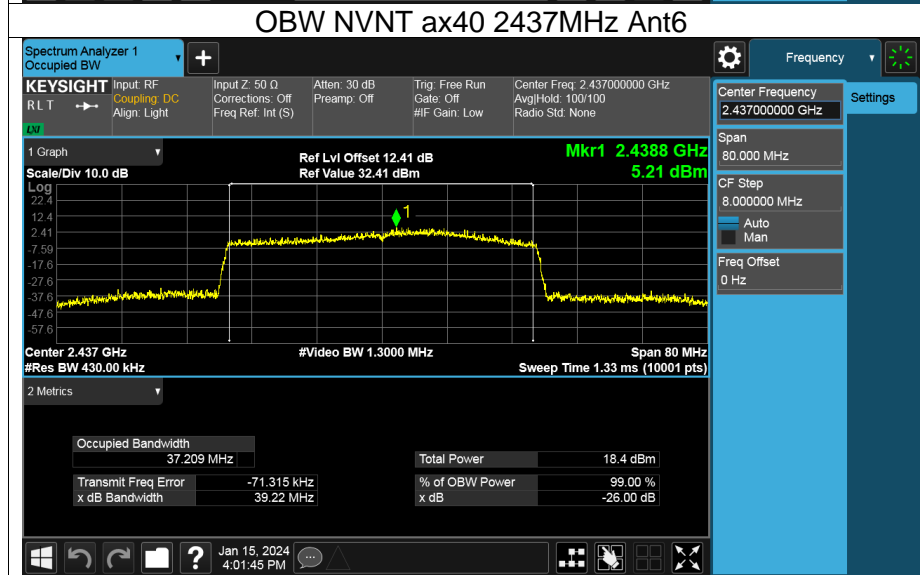 OBW NVNT ax40 2437MHz Ant6
Spectrum Analyzer 1
Occupied BW
+
Frequency
KEYSIGHT Input: RF Input Z: 50 Ω Atten: 30 dB Trig: Free Run Center Freq: 2.437000000 GHz
RLT Coupling: DC Corrections: Off Preamp: Off Gate: Off Avg|Hold: 100/100
Align: Light Freq Ref: Int (S) #IF Gain: Low Radio Std: None
LXI
Center Frequency
2.437000000 GHz
Settings
Span
80.000 MHz
CF Step
8.000000 MHz
Auto
Man
Freq Offset
0 Hz
1 Graph
Ref Lvl Offset 12.41 dB
Mkr1 2.4388 GHz
Scale/Div 10.0 dB
Ref Value 32.41 dBm
5.21 dBm
Log
22.4
12.4
1
2.41
-7.59
-17.6
-27.6
-37.6
-47.6
-57.6
Center 2.437 GHz #Video BW 1.3000 MHz Span 80 MHz
#Res BW 430.00 kHz Sweep Time 1.33 ms (10001 pts)
2 Metrics
Occupied Bandwidth
37.209 MHz
Total Power 18.4 dBm
Transmit Freq Error -71.315 kHz % of OBW Power 99.00 %
x dB Bandwidth 39.22 MHz x dB -26.00 dB
?
Jan 15, 2024
4:01:45 PM